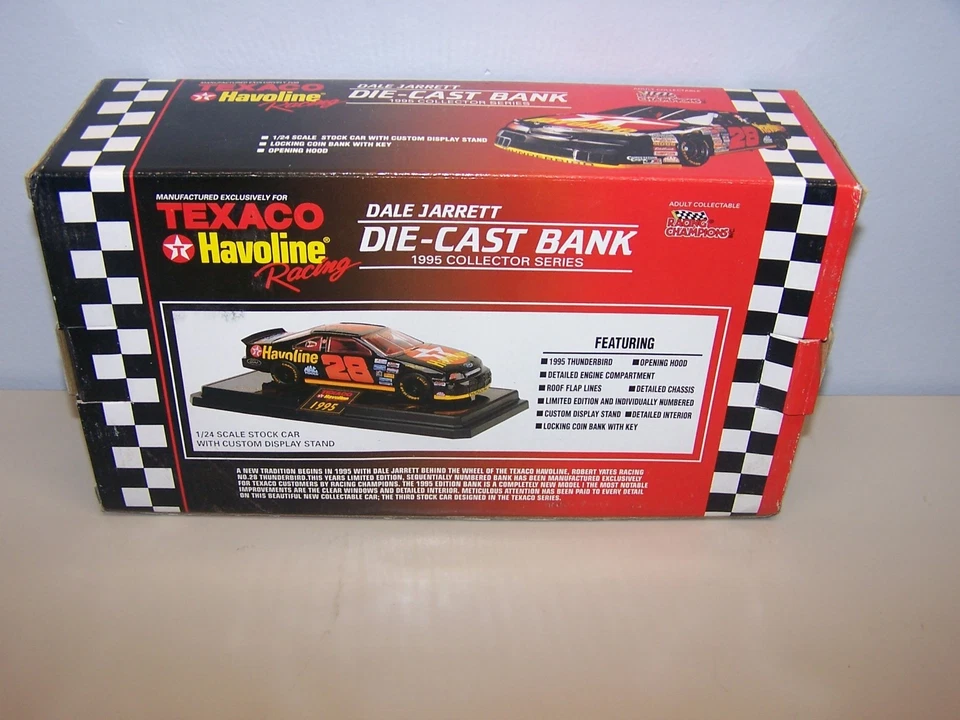 MANUFACTURED EXCLUSIVELY FOR
TEXACO
Havoline
Racing
DALE JARRETT
DIE-CAST BANK
1995 COLLECTOR SERIES
1/24 SCALE STOCK CAR WITH CUSTOM DISPLAY STAND
LOCKING COIN BANK WITH KEY
OPENING HOOD
28
MANUFACTURED EXCLUSIVELY FOR
TEXACO
T Havoline®
Racing
DALE JARRETT
DIE-CAST BANK
1995 COLLECTOR SERIES
ADULT COLLECTABLE
RACING
CHAMPIONS
Havoline
28
Havoline
1995
1/24 SCALE STOCK CAR
WITH CUSTOM DISPLAY STAND
FEATURING
1995 THUNDERBIRD OPENING HOOD
DETAILED ENGINE COMPARTMENT
ROOF FLAP LINES DETAILED CHASSIS
LIMITED EDITION AND INDIVIDUALLY NUMBERED
CUSTOM DISPLAY STAND DETAILED INTERIOR
LOCKING COIN BANK WITH KEY
A NEW TRADITION BEGINS IN 1995 WITH DALE JARRETT BEHIND THE WHEEL OF THE TEXACO HAVOLINE, ROBERT YATES RACING
NO.28 THUNDERBIRD.THIS YEARS LIMITED EDITION, SEQUENTIALLY NUMBERED BANK HAS BEEN MANUFACTURED EXCLUSIVELY
FOR TEXACO CUSTOMERS BY RACING CHAMPIONS. THE 1995 EDITION BANK IS A COMPLETELY NEW MODEL ! THE MOST NOTABLE
IMPROVEMENTS ARE THE CLEAR WINDOWS AND DETAILED INTERIOR. METICULOUS ATTENTION HAS BEEN PAID TO EVERY DETAIL
ON THIS BEAUTIFUL NEW COLLECTABLE CAR; THE THIRD STOCK CAR DESIGNED IN THE TEXACO SERIES.